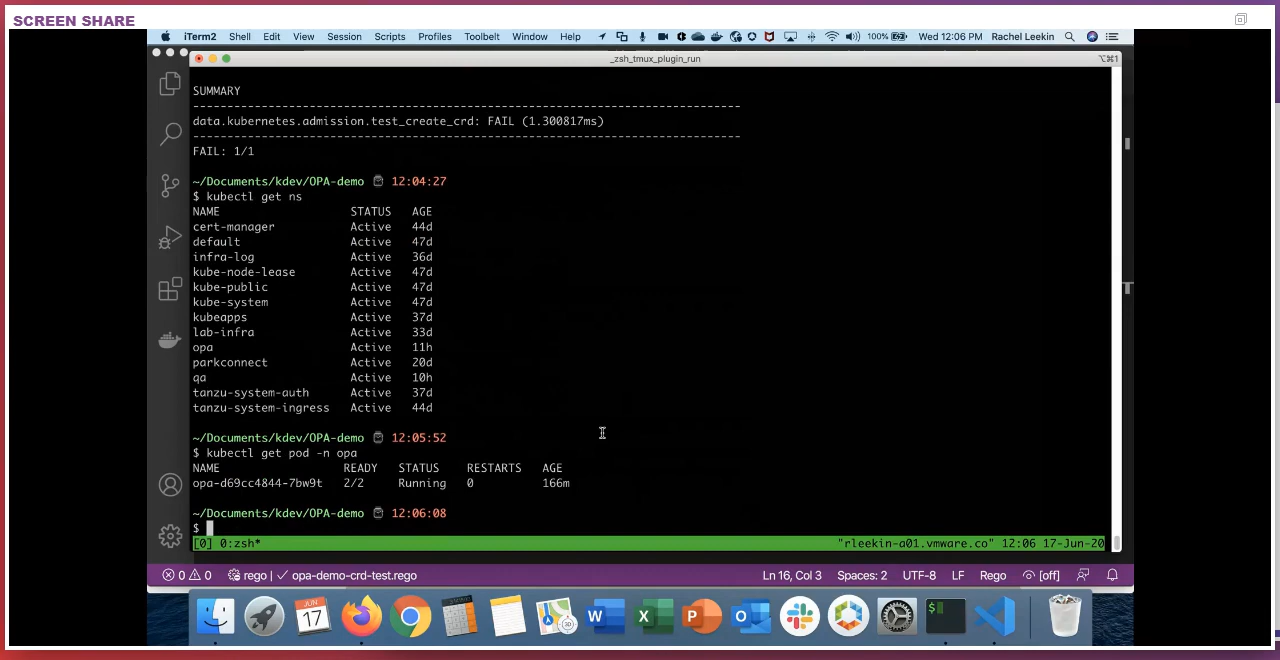 SCREEN SHARE
iTerm2 Shell Edit View Session Scripts Profiles Toolbelt Window Help 100% Wed 12:06 PM Rachel Leekin
_zsh_tmux_plugin_run
⌥⌘1
SUMMARY
--------------------------------------------------------------------------------
data.kubernetes.admission.test_create_crd: FAIL (1.300817ms)
--------------------------------------------------------------------------------
FAIL: 1/1
~/Documents/kdev/OPA-demo 12:04:27
$ kubectl get ns
NAME STATUS AGE
cert-manager Active 44d
default Active 47d
infra-log Active 36d
kube-node-lease Active 47d
kube-public Active 47d
kube-system Active 47d
kubeapps Active 37d
lab-infra Active 33d
opa Active 11h
parkconnect Active 20d
qa Active 10h
tanzu-system-auth Active 37d
tanzu-system-ingress Active 44d
~/Documents/kdev/OPA-demo 12:05:52
$ kubectl get pod -n opa
NAME READY STATUS RESTARTS AGE
opa-d69cc4844-7bw9t 2/2 Running 0 166m
~/Documents/kdev/OPA-demo 12:06:08
$
[0] 0:zsh* "rleekin-a01.vmware.co" 12:06 17-Jun-20
0 0 rego | ✓ opa-demo-crd-test.rego Ln 16, Col 3 Spaces: 2 UTF-8 LF Rego [off]
JUN
17
W X P O $